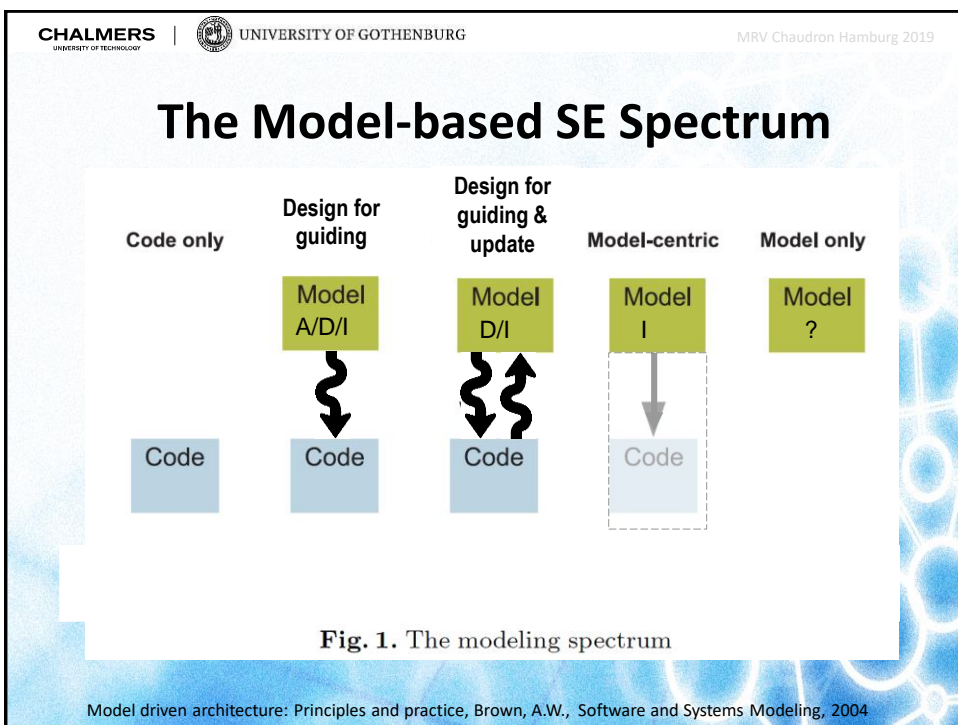 CHALMERS | UNIVERSITY OF GOTHENBURG
UNIVERSITY OF TECHNOLOGY
MRV Chaudron Hamburg 2019
The Model-based SE Spectrum
Code only
Design for
guiding
Design for
guiding &
update
Model-centric
Model only
Model
A/D/I
Model
D/I
Model
I
Model
?
Code
Code
Code
Code
Fig. 1. The modeling spectrum
Model driven architecture: Principles and practice, Brown, A.W., Software and Systems Modeling, 2004